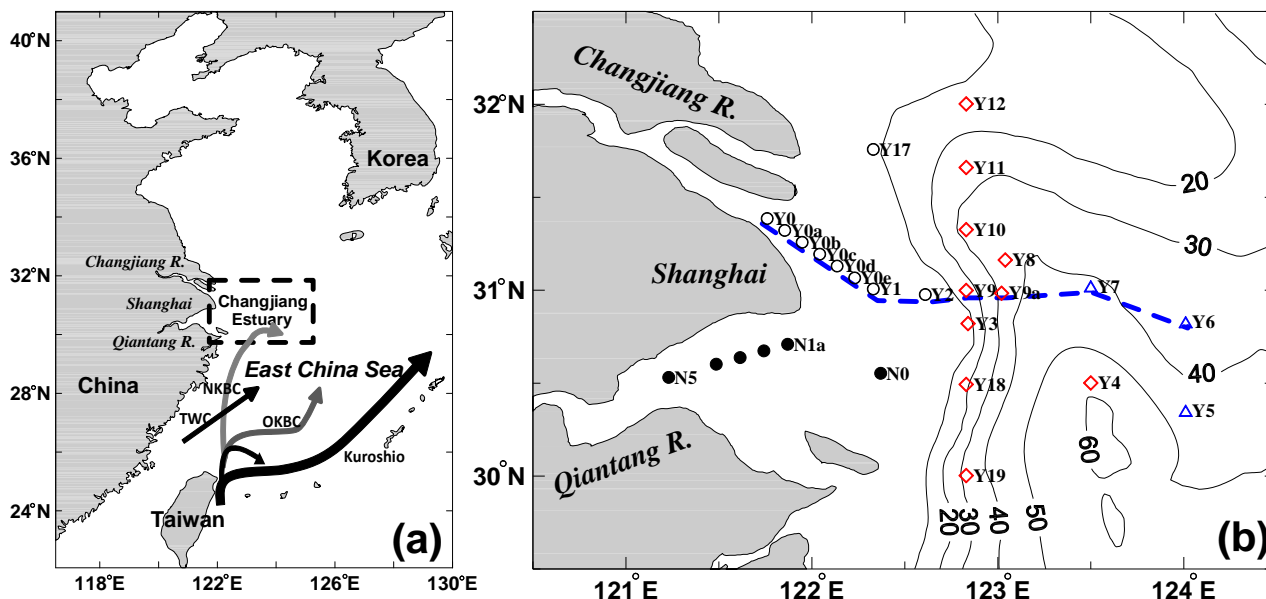 40°N
36°N
32°N
28°N
24°N
118°E
122°E
126°E
130°E
Korea
Changjiang R.
Shanghai
Qiantang R.
Changjiang
Estuary
East China Sea
China
NKBC
TWC
OKBC
Kuroshio
Taiwan
(a)
32°N
31°N
30°N
121°E
122°E
123°E
124°E
Changjiang R.
Shanghai
Qiantang R.
Y12
Y17
Y11
20
Y0
Y0a
Y0b
Y0c
Y0d
Y0e
Y1
Y2
Y10
Y8
Y9
Y9a
Y7
Y6
Y3
30
N1a
N5
N0
Y18
Y4
40
Y5
60
Y19
20
30
40
50
(b)